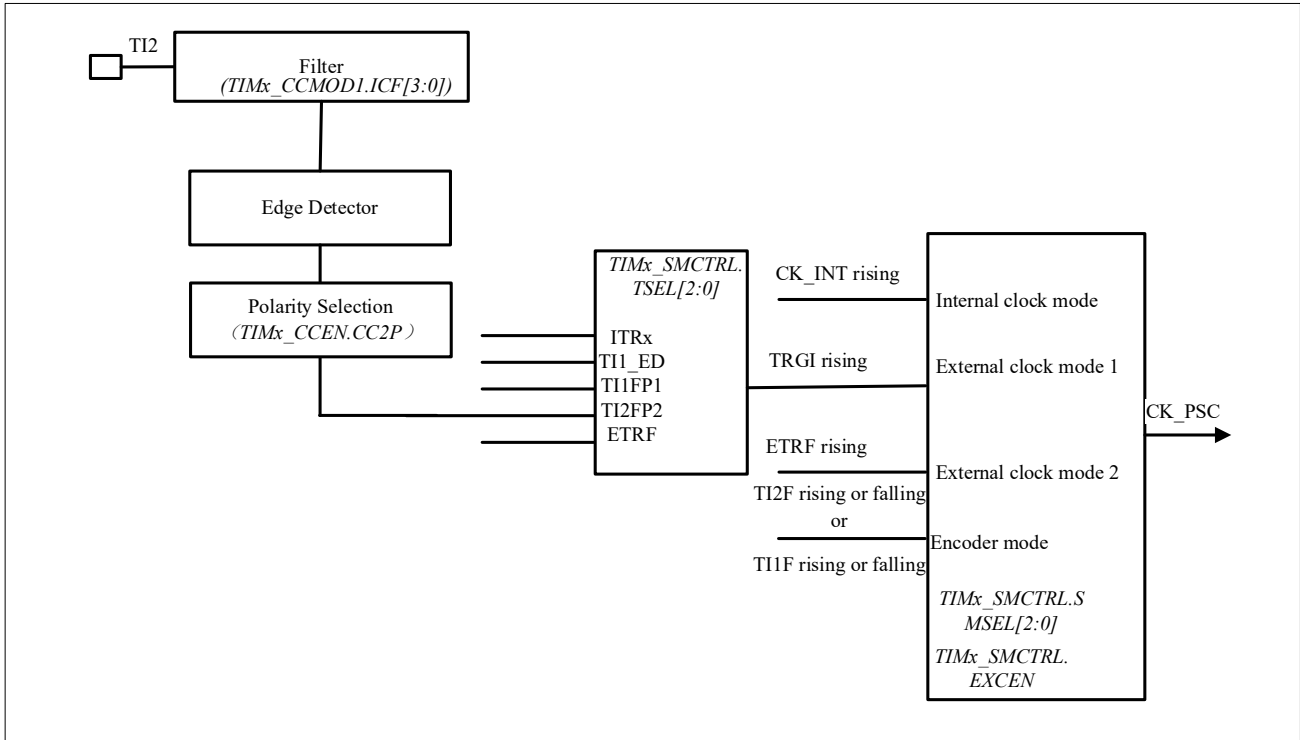 TI2
Filter
(TIMx_CCMOD1.ICF[3:0])
Edge Detector
Polarity Selection
（TIMx_CCEN.CC2P）
TIMx_SMCTRL.
TSEL[2:0]
ITRx
TI1_ED
TI1FP1
TI2FP2
ETRF
CK_INT rising
TRGI rising
ETRF rising
TI2F rising or falling
or
TI1F rising or falling
Internal clock mode
External clock mode 1
External clock mode 2
Encoder mode
TIMx_SMCTRL.S
MSEL[2:0]
TIMx_SMCTRL.
EXCEN
CK_PSC